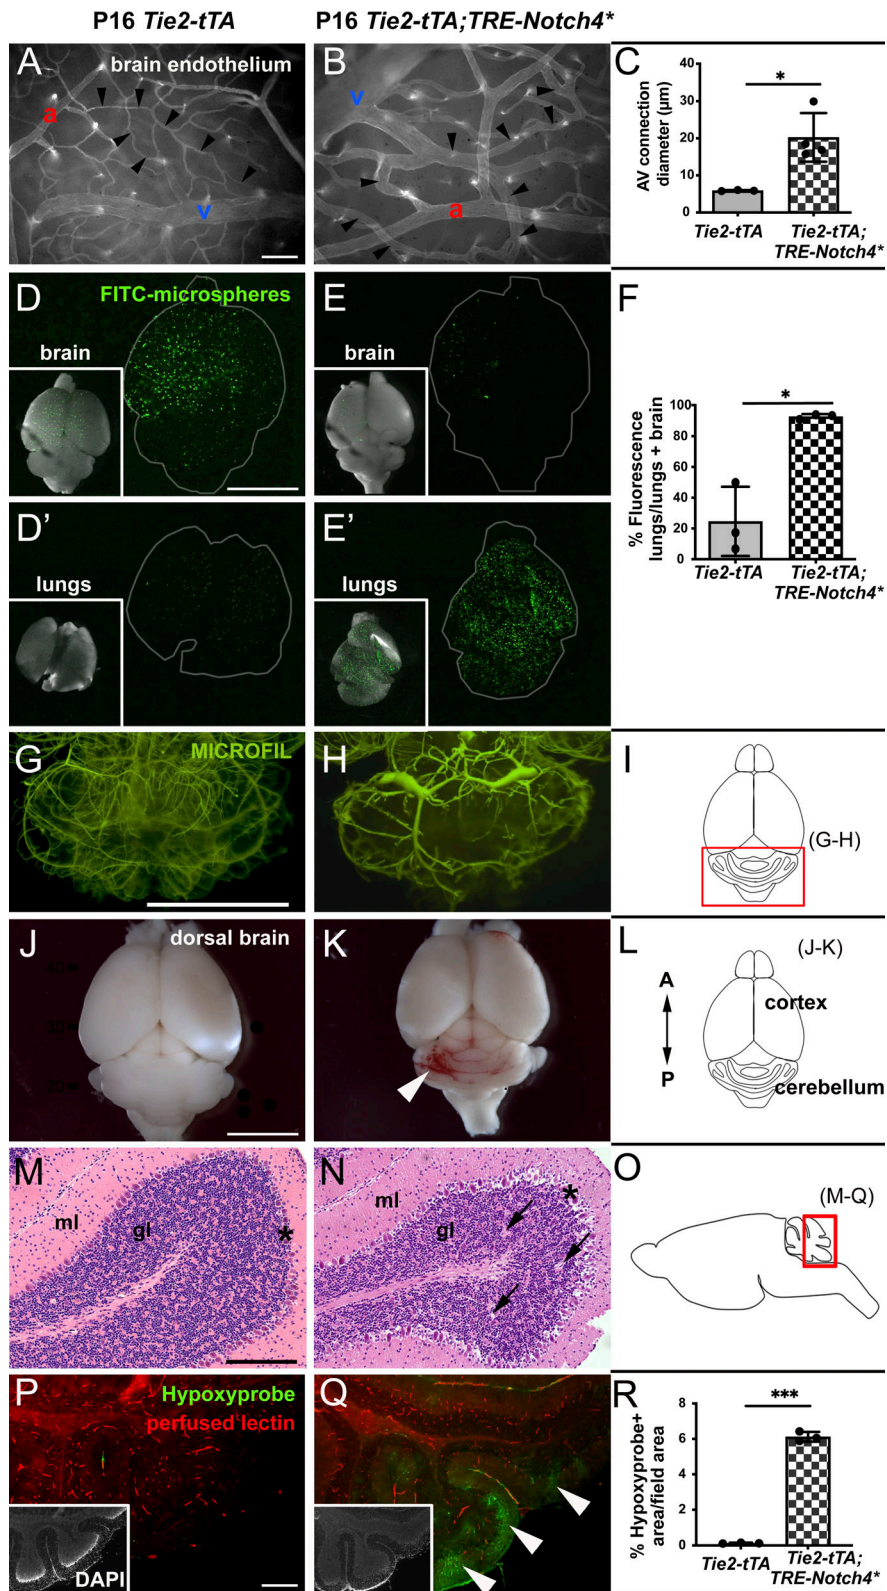 P16 Tie2-tTA
P16 Tie2-tTA;TRE-Notch4*
A
brain endothelium
a
v
B
v
a
C
AV connection
diameter (µm)
40
30
20
10
0
*
Tie2-tTA
Tie2-tTA;
TRE-Notch4*
D
FITC-microspheres
brain
E
brain
F
% Fluorescence
lungs/lungs + brain
100
80
60
40
20
0
*
Tie2-tTA
Tie2-tTA;
TRE-Notch4*
D’
lungs
E’
lungs
G
MICROFIL
H
I
(G-H)
J
dorsal brain
40
30
20
K
L
(J-K)
A
P
cortex
cerebellum
M
ml
gl
*
N
ml
gl
*
O
(M-Q)
P
Hypoxyprobe
perfused lectin
DAPI
Q
R
% Hypoxyprobe+
area/field area
8
6
4
2
0
***
Tie2-tTA
Tie2-tTA;
TRE-Notch4*